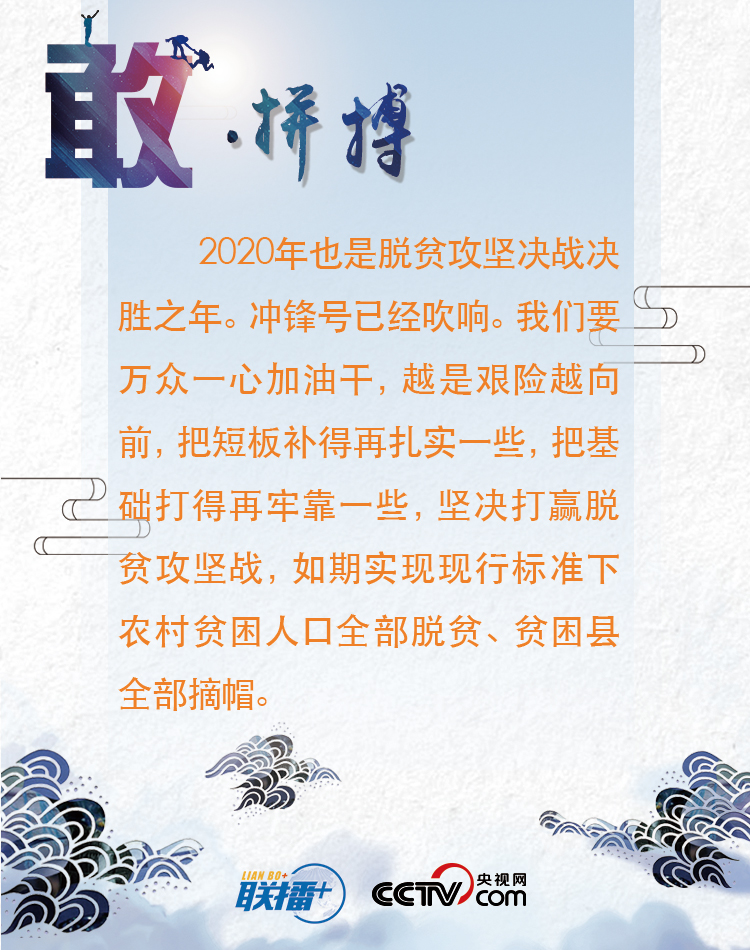 敢·拼搏
2020年也是脱贫攻坚决战决
胜之年。冲锋号已经吹响。我们要
万众一心加油干，越是艰险越向
前，把短板补得再扎实一些，把基
础打得再牢靠一些，坚决打赢脱
贫攻坚战，如期实现现行标准下
农村贫困人口全部脱贫、贫困县
全部摘帽。
LIAN BO+
联播+
CCTV.com 央视网